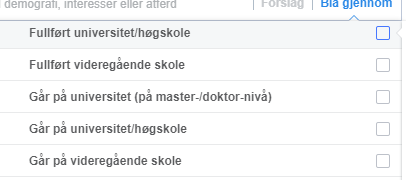 demografi, interesser eller atferd | Forslag | Bla gjennom
Fullført universitet/høgskole
Fullført videregående skole
Går på universitet (på master-/doktor-nivå)
Går på universitet/høgskole
Går på videregående skole